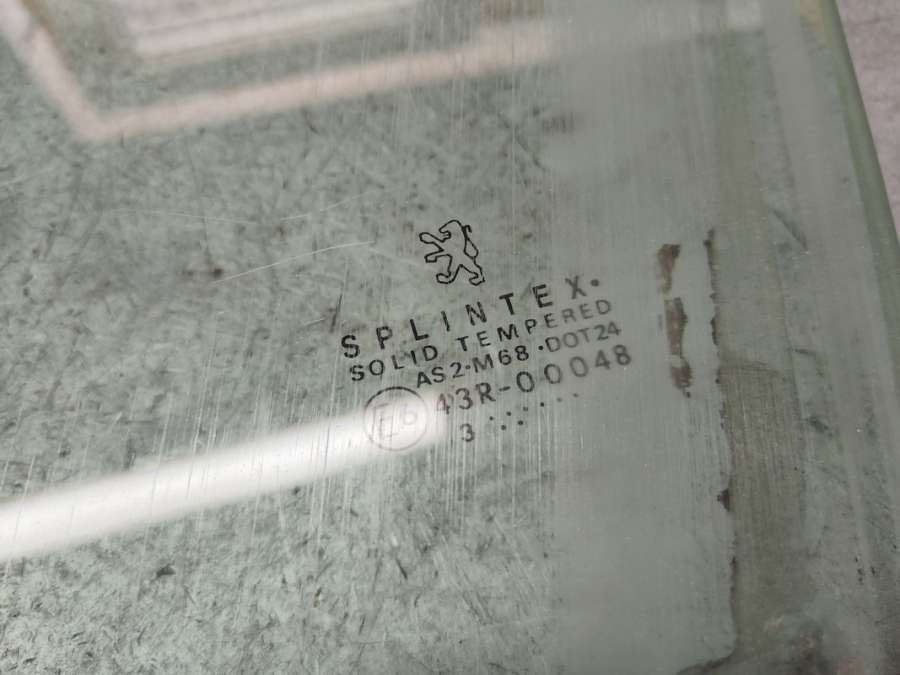 SPLINTEX.
SOLID TEMPERED
AS2·M68·DOT24
E6 43R-00048
3 ::·····